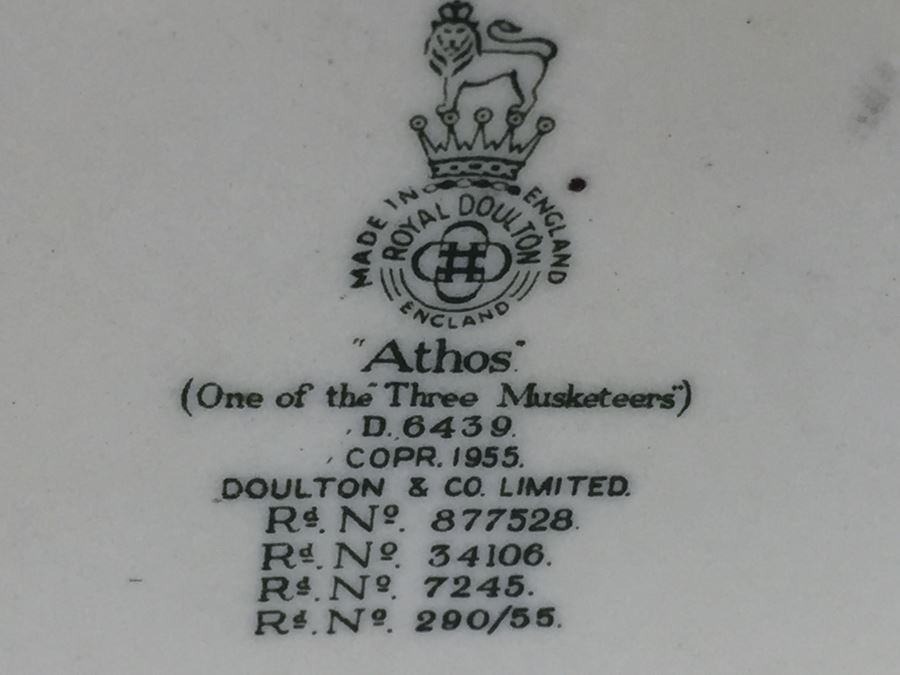 MADE IN ENGLAND
ROYAL DOULTON
ENGLAND
"Athos"
(One of the "Three Musketeers")
D. 6439.
COPR. 1955.
DOULTON & CO. LIMITED.
Rᵈ. Nº. 877528.
Rᵈ. Nº. 34106.
Rᵈ. Nº. 7245.
Rᵈ. Nº. 290/55.